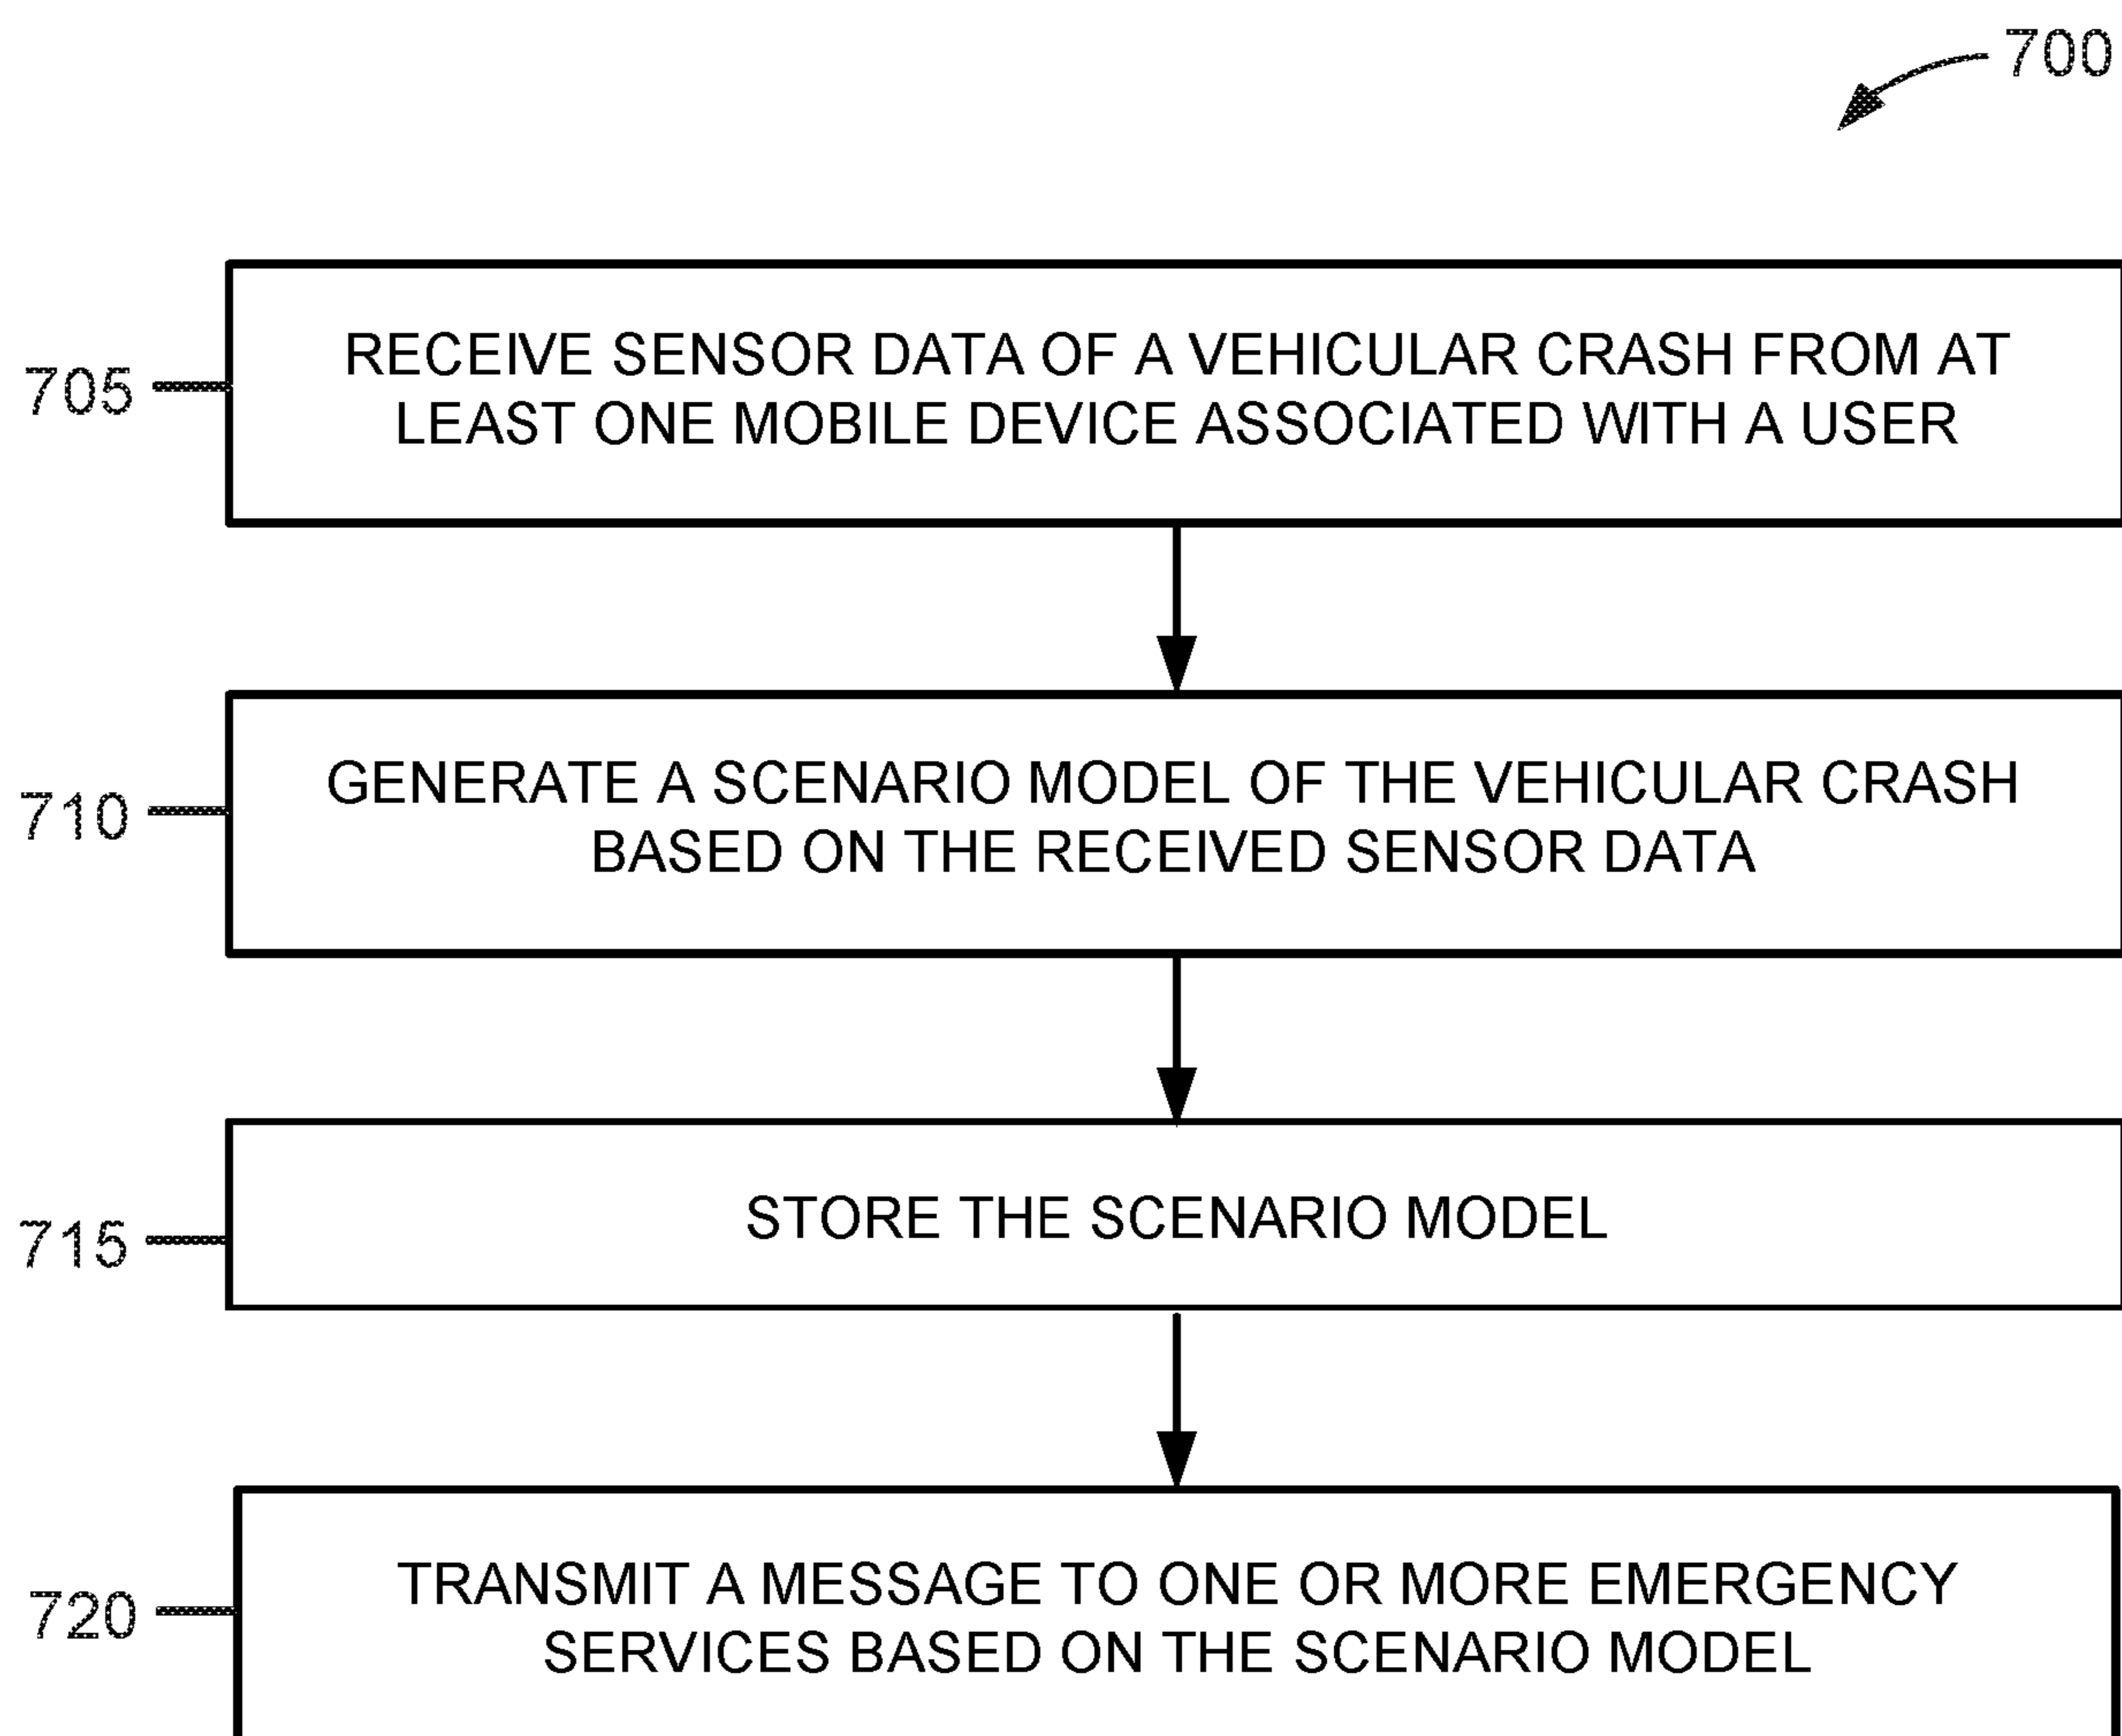 700
705
RECEIVE SENSOR DATA OF A VEHICULAR CRASH FROM AT
LEAST ONE MOBILE DEVICE ASSOCIATED WITH A USER
710
GENERATE A SCENARIO MODEL OF THE VEHICULAR CRASH
BASED ON THE RECEIVED SENSOR DATA
715
STORE THE SCENARIO MODEL
720
TRANSMIT A MESSAGE TO ONE OR MORE EMERGENCY
SERVICES BASED ON THE SCENARIO MODEL